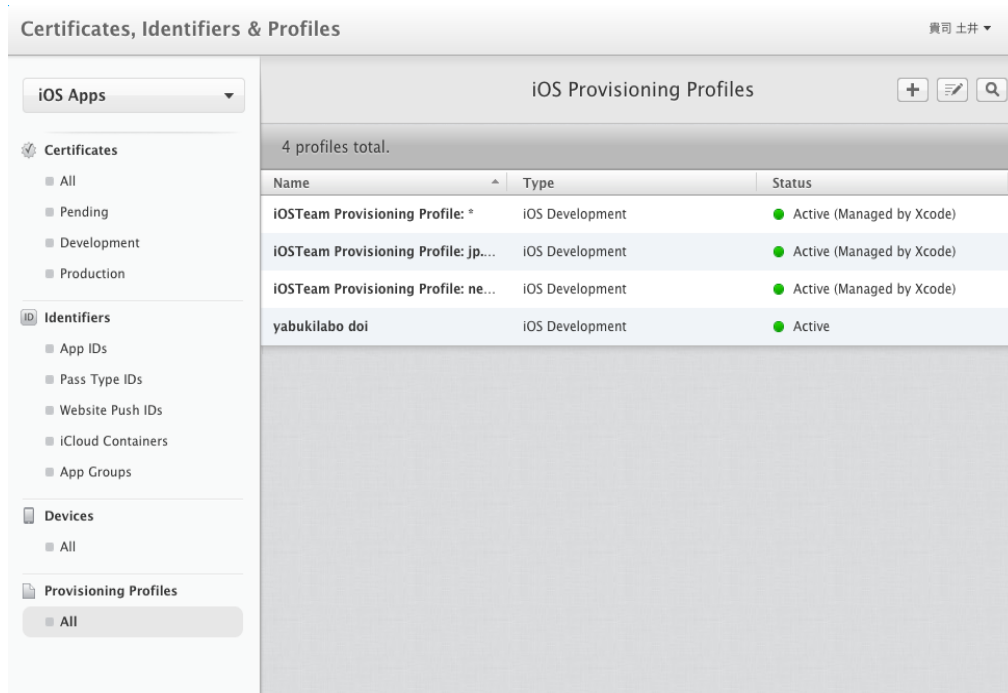 Certificates, Identifiers & Profiles
貴司 土井
iOS Apps
Certificates
All
Pending
Development
Production
ID Identifiers
App IDs
Pass Type IDs
Website Push IDs
iCloud Containers
App Groups
Devices
All
Provisioning Profiles
All
iOS Provisioning Profiles
4 profiles total.
Name Type Status
iOSTeam Provisioning Profile: * iOS Development Active (Managed by Xcode)
iOSTeam Provisioning Profile: jp.... iOS Development Active (Managed by Xcode)
iOSTeam Provisioning Profile: ne... iOS Development Active (Managed by Xcode)
yabukilabo doi iOS Development Active